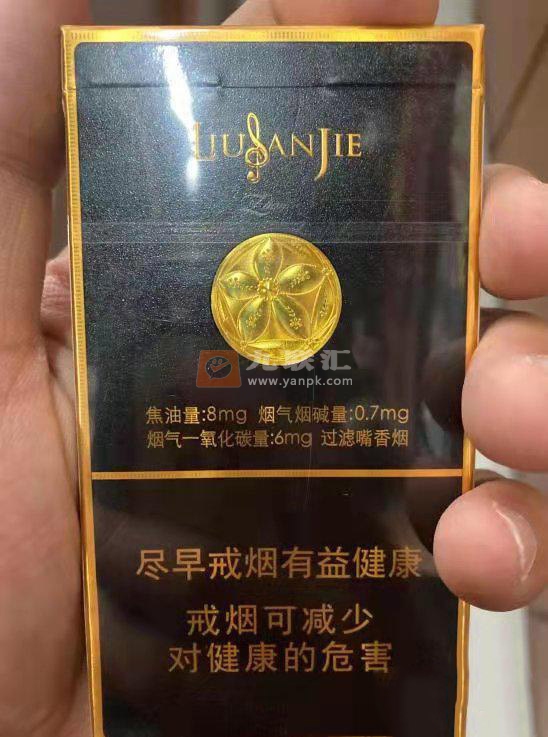 LIUSANJIE
九联汇
www.yanpk.com
焦油量:8mg 烟气烟碱量:0.7mg
烟气一氧化碳量:6mg 过滤嘴香烟
尽早戒烟有益健康
戒烟可减少
对健康的危害